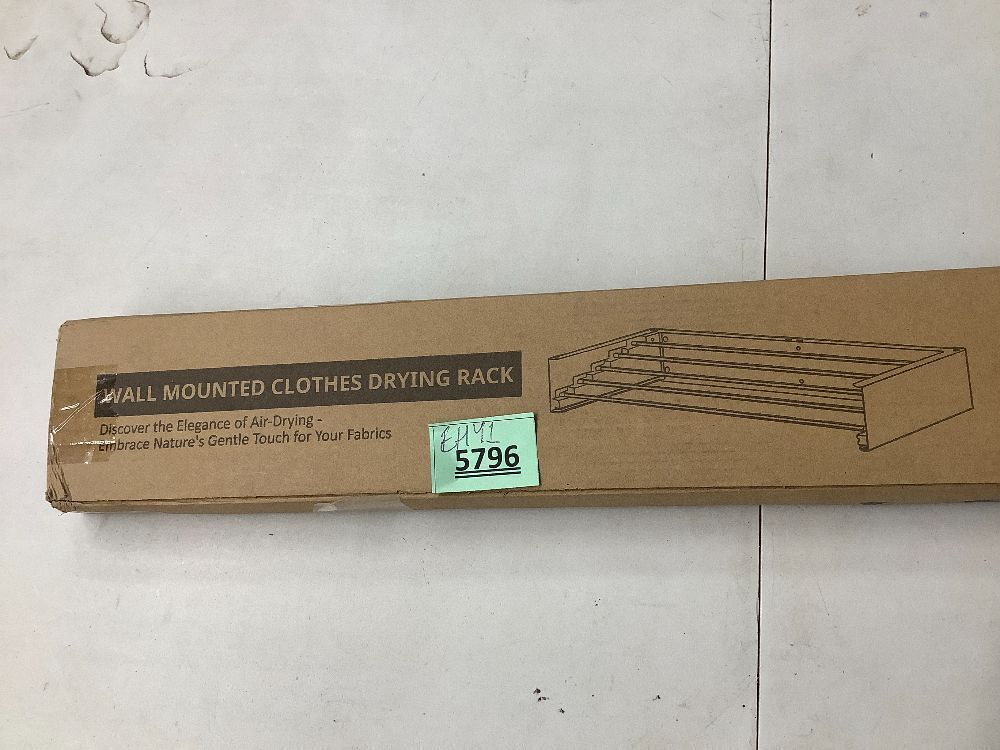 WALL MOUNTED CLOTHES DRYING RACK
Discover the Elegance of Air-Drying -
Embrace Nature's Gentle Touch for Your Fabrics
5796